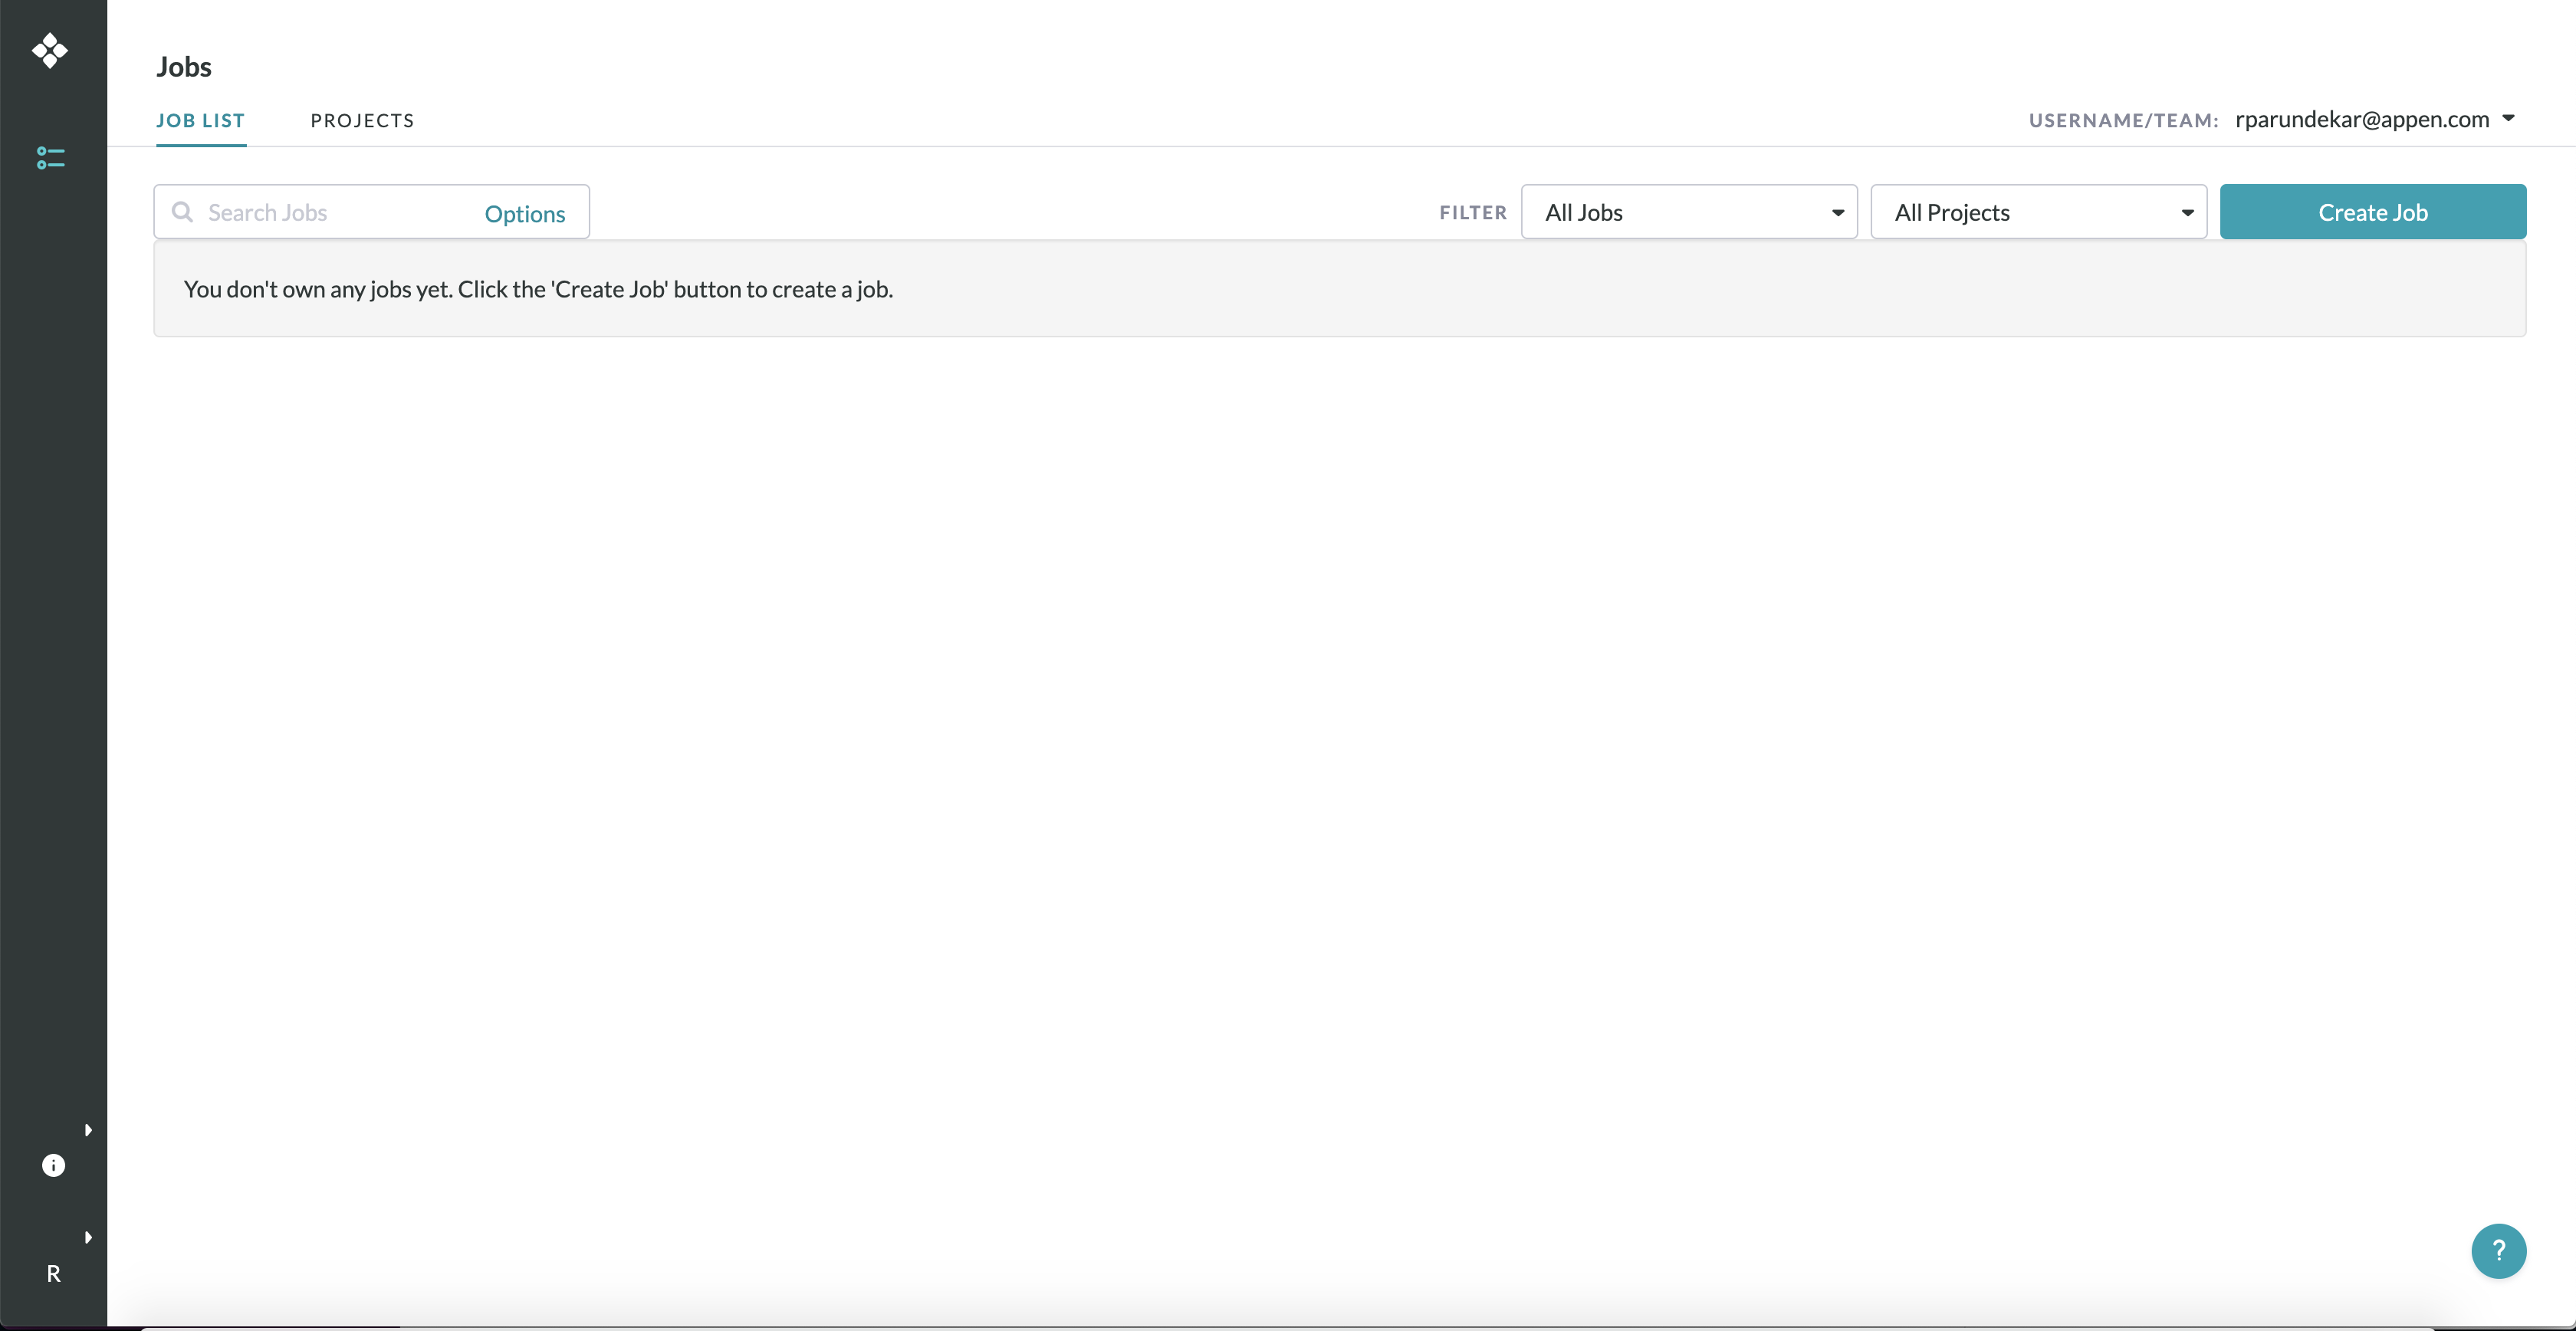 Jobs
JOB LIST PROJECTS
USERNAME/TEAM: rparundekar@appen.com
Search Jobs Options
FILTER All Jobs All Projects Create Job
You don't own any jobs yet. Click the 'Create Job' button to create a job.
i
R
?